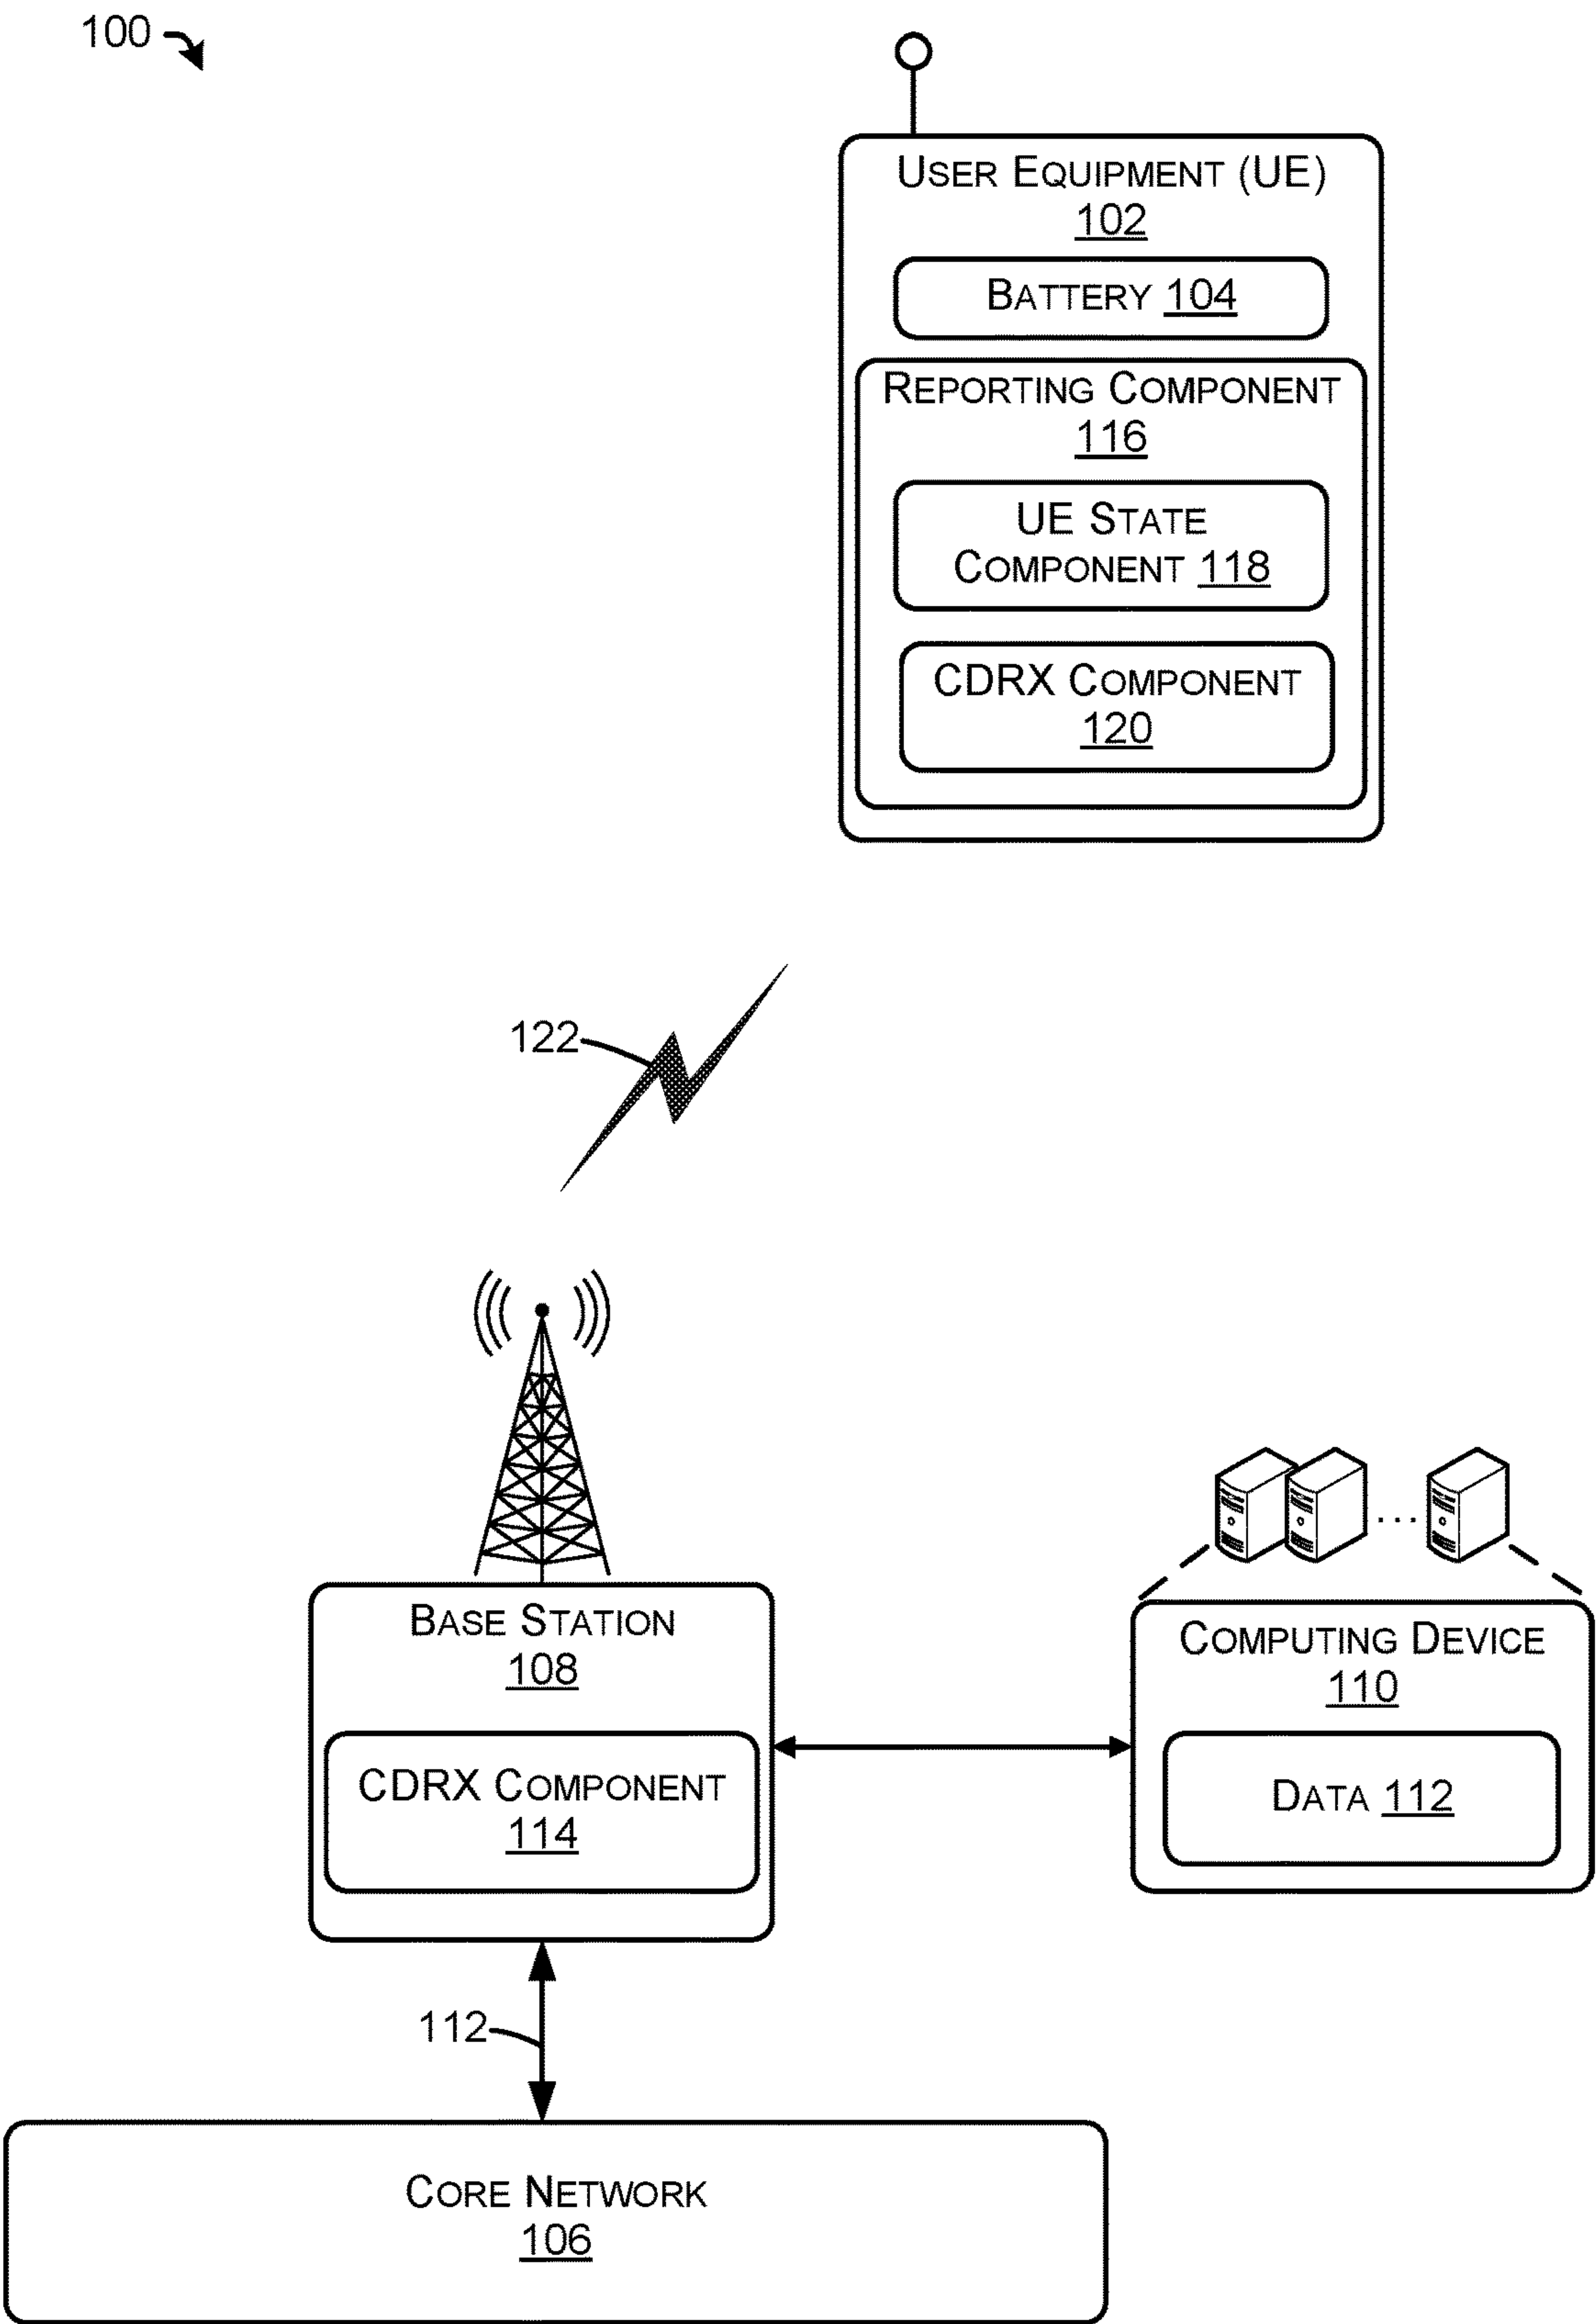 100
USER EQUIPMENT (UE)
102
BATTERY 104
REPORTING COMPONENT
116
UE STATE
COMPONENT 118
CDRX COMPONENT
120
122
BASE STATION
108
CDRX COMPONENT
114
...
COMPUTING DEVICE
110
DATA 112
112
CORE NETWORK
106